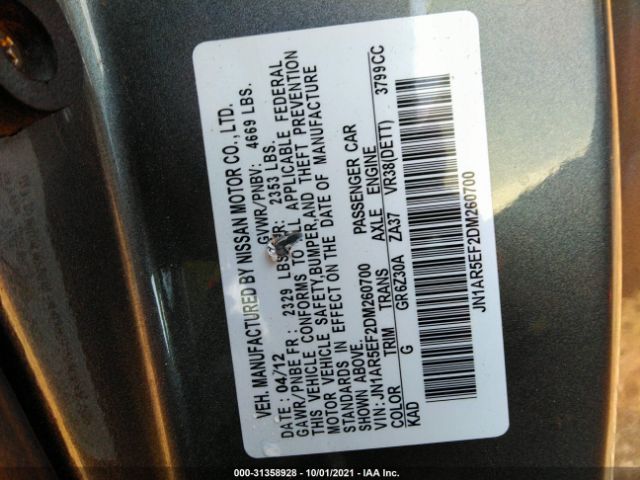 VEH. MANUFACTURED BY NISSAN MOTOR CO., LTD.
DATE: 04/12 GVWR/PNBV: 4669 LBS.
GAWR/PNBE FR: 2329 LBS RR: 2353 LBS.
THIS VEHICLE CONFORMS TO ALL APPLICABLE FEDERAL
MOTOR VEHICLE SAFETY,BUMPER,AND THEFT PREVENTION
STANDARDS IN EFFECT ON THE DATE OF MANUFACTURE
SHOWN ABOVE.
VIN:JN1AR5EF2DM260700 PASSENGER CAR
COLOR TRIM TRANS AXLE ENGINE
KAD G GR6Z30A ZA37 VR38(DETT) 3799CC
JN1AR5EF2DM260700
000-31358928 - 10/01/2021 - IAA Inc.